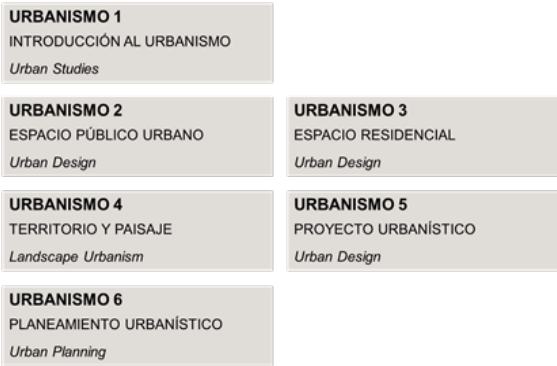 URBANISMO 1
INTRODUCCIÓN AL URBANISMO
Urban Studies
URBANISMO 2
ESPACIO PÚBLICO URBANO
Urban Design
URBANISMO 3
ESPACIO RESIDENCIAL
Urban Design
URBANISMO 4
TERRITORIO Y PAISAJE
Landscape Urbanism
URBANISMO 5
PROYECTO URBANÍSTICO
Urban Design
URBANISMO 6
PLANEAMIENTO URBANÍSTICO
Urban Planning